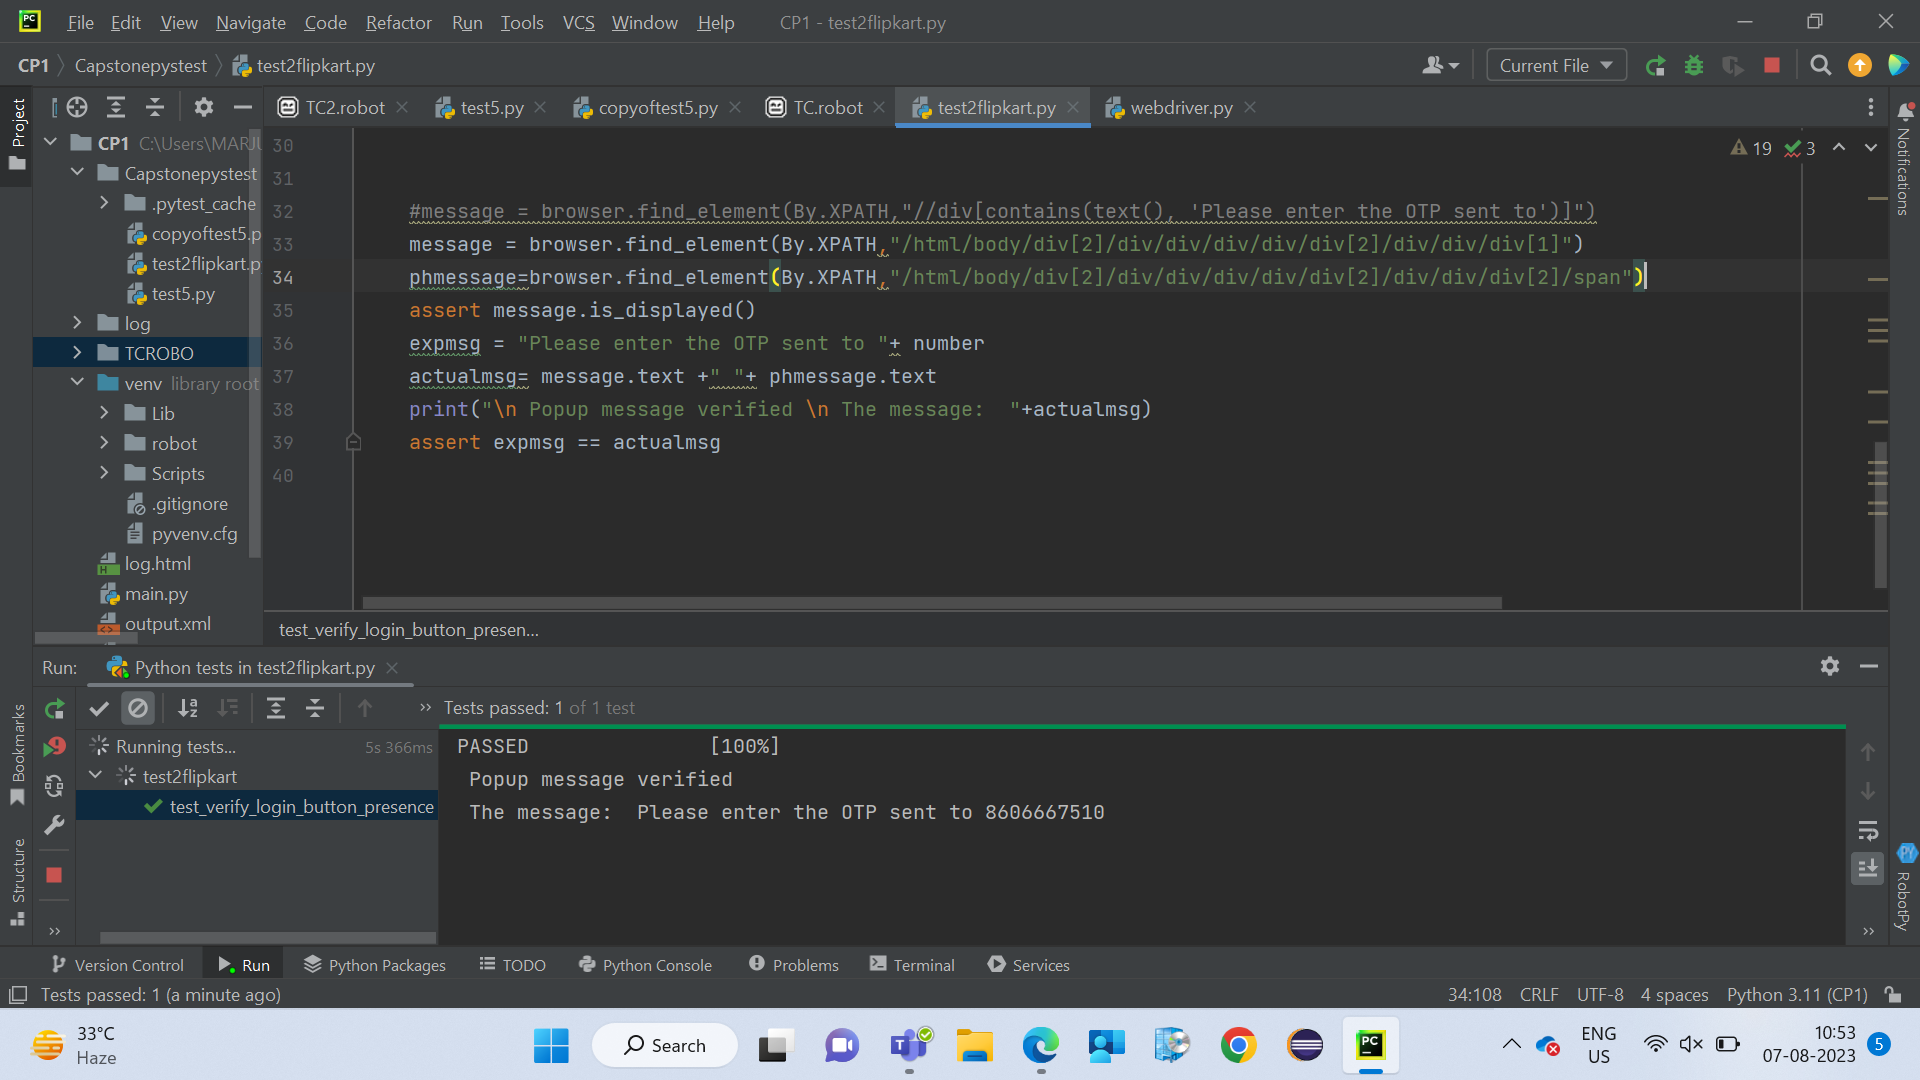 File Edit View Navigate Code Refactor Run Tools VCS Window Help CP1 - test2flipkart.py
CP1 Capstonepystest test2flipkart.py
Current File
TC2.robot test5.py copyoftest5.py TC.robot test2flipkart.py webdriver.py
Project
CP1 C:\Users\MARJU
Capstonepystest
.pytest_cache
copyoftest5.p
test2flipkart.p
test5.py
log
TCROBO
venv library root
Lib
robot
Scripts
.gitignore
pyvenv.cfg
log.html
main.py
output.xml
19 3
Notifications
30
31
32 #message = browser.find_element(By.XPATH,"//div[contains(text(), 'Please enter the OTP sent to')]")
33 message = browser.find_element(By.XPATH,"/html/body/div[2]/div/div/div/div/div[2]/div/div/div[1]")
34 phmessage=browser.find_element(By.XPATH,"/html/body/div[2]/div/div/div/div/div[2]/div/div/div[2]/span")
35 assert message.is_displayed()
36 expmsg = "Please enter the OTP sent to "+ number
37 actualmsg= message.text +" "+ phmessage.text
38 print("\n Popup message verified \n The message:  "+actualmsg)
39 assert expmsg == actualmsg
40
test_verify_login_button_presen...
Run: Python tests in test2flipkart.py
Tests passed: 1 of 1 test
Running tests... 5s 366ms
test2flipkart
test_verify_login_button_presence
PASSED [100%]
Popup message verified
The message:  Please enter the OTP sent to 8606667510
Bookmarks
Structure
RobotPy
Version Control Run Python Packages TODO Python Console Problems Terminal Services
Tests passed: 1 (a minute ago) 34:108 CRLF UTF-8 4 spaces Python 3.11 (CP1)
33°C
Haze
Search
ENG
US
10:53
07-08-2023
5